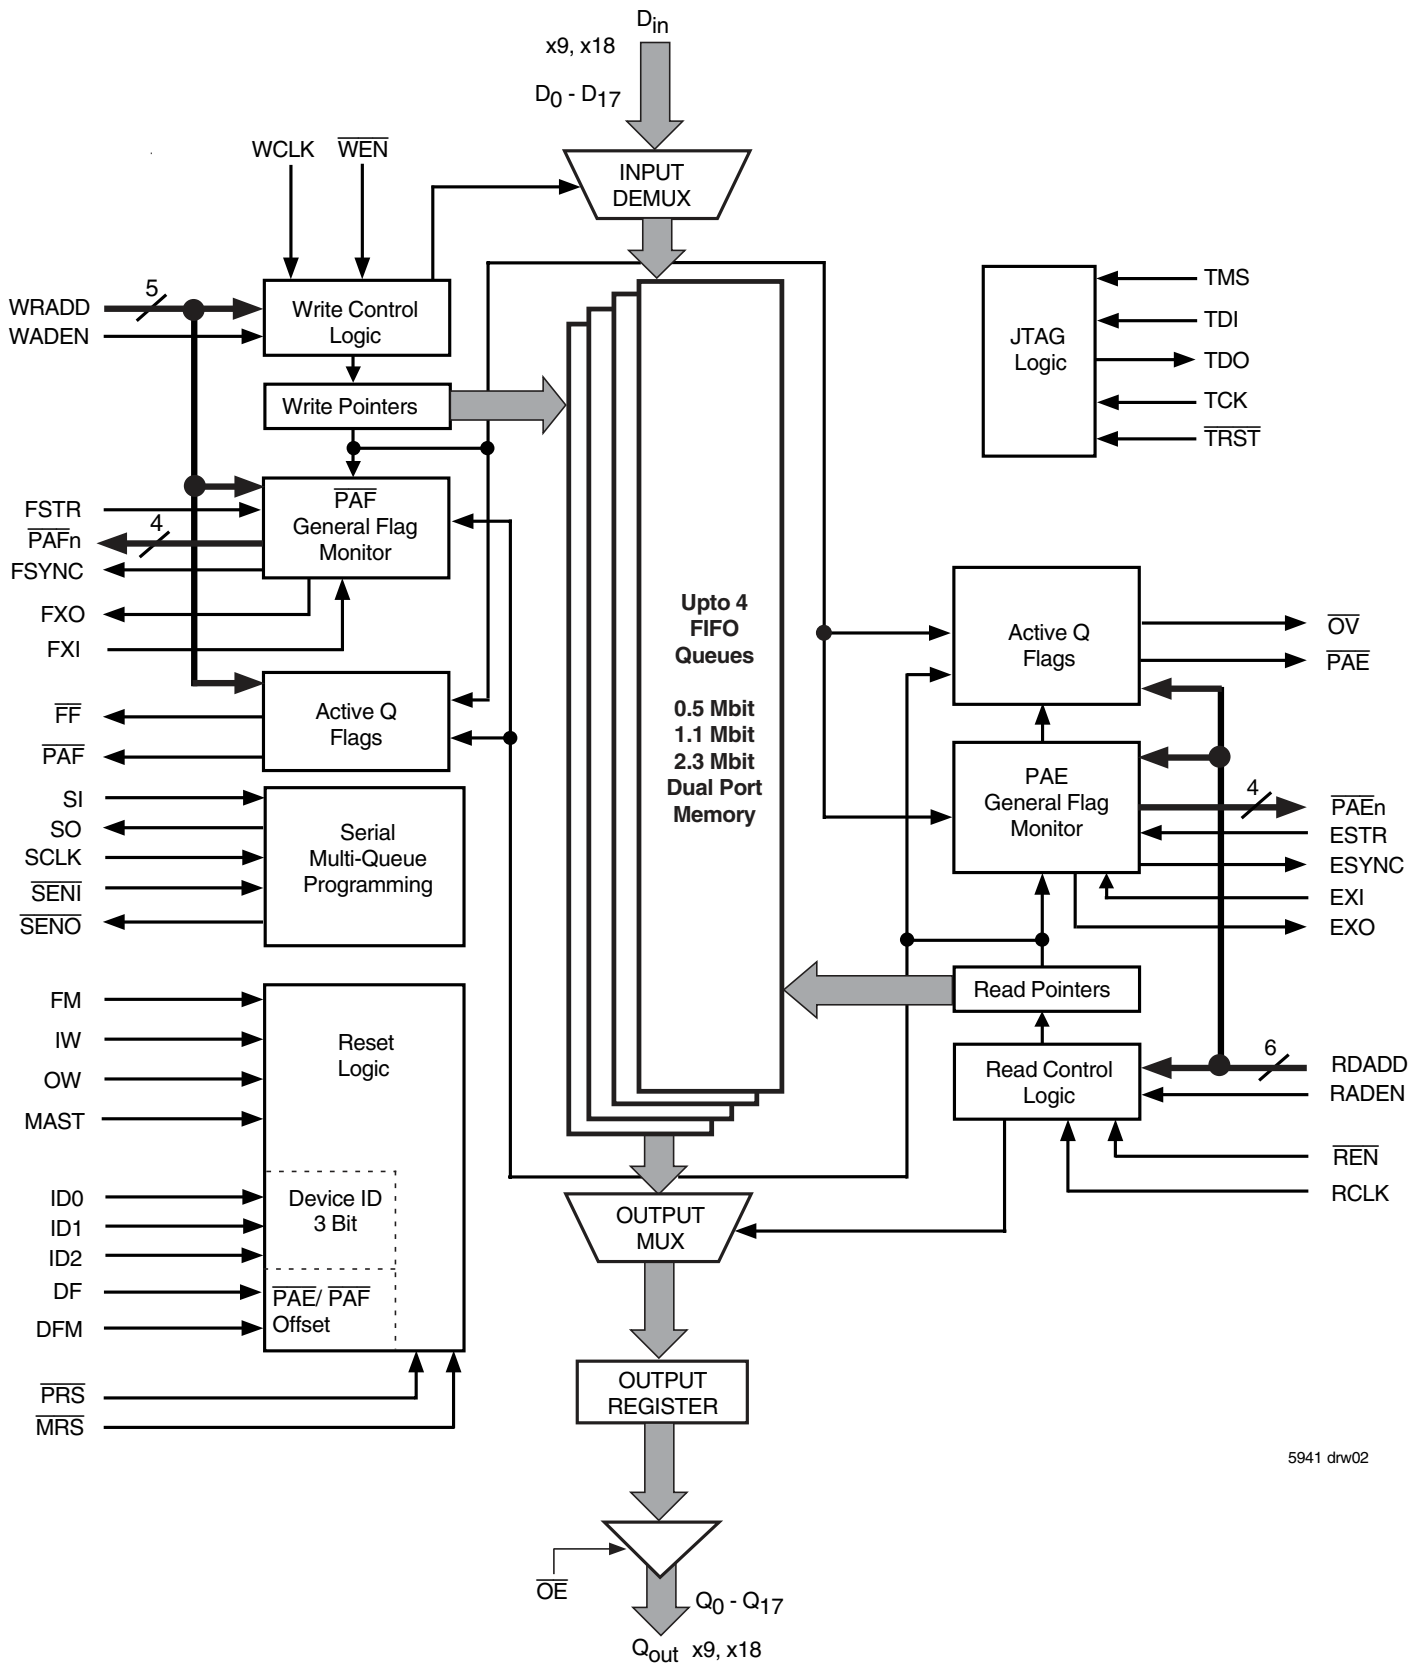 Din
x9, x18
D0 - D17
WCLK
WEN
INPUT
DEMUX
WRADD
5
WADEN
Write Control
Logic
Write Pointers
FSTR
PAFn
4
FSYNC
FXO
FXI
PAF
General Flag
Monitor
FF
PAF
Active Q
Flags
SI
SO
SCLK
SENI
SENO
Serial
Multi-Queue
Programming
FM
IW
OW
MAST
ID0
ID1
ID2
DF
DFM
PRS
MRS
Reset
Logic
Device ID
3 Bit
PAE/ PAF
Offset
Upto 4
FIFO
Queues
0.5 Mbit
1.1 Mbit
2.3 Mbit
Dual Port
Memory
JTAG
Logic
TMS
TDI
TDO
TCK
TRST
Active Q
Flags
OV
PAE
PAE
General Flag
Monitor
4
PAEn
ESTR
ESYNC
EXI
EXO
Read Pointers
Read Control
Logic
6
RDADD
RADEN
REN
RCLK
OUTPUT
MUX
OUTPUT
REGISTER
OE
Q0 - Q17
Qout x9, x18
5941 drw02